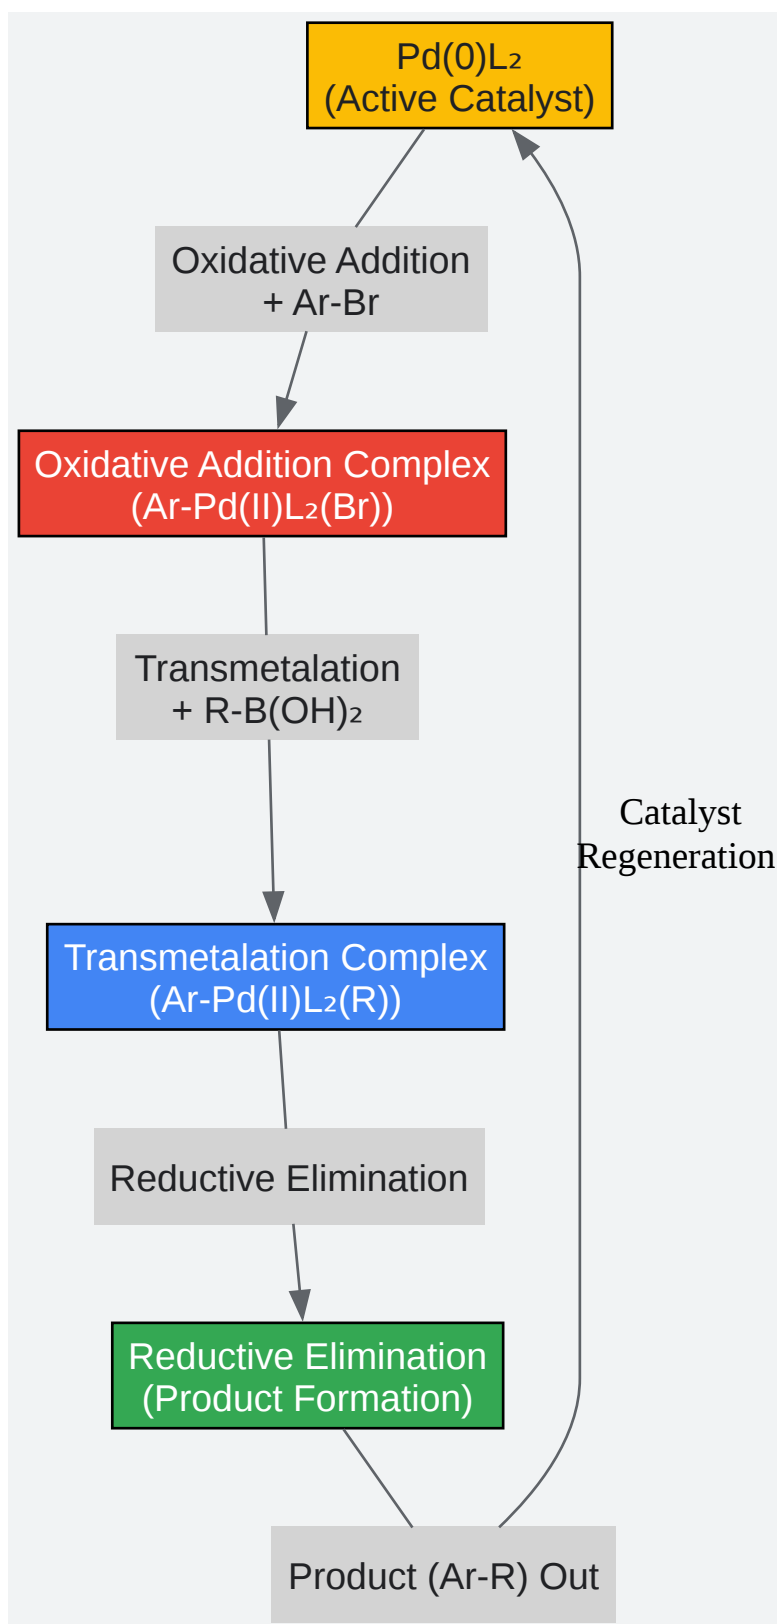 Pd(0)L₂
(Active Catalyst)
Oxidative Addition
+ Ar-Br
Oxidative Addition Complex
(Ar-Pd(II)L₂(Br))
Transmetalation
+ R-B(OH)₂
Catalyst
Regeneration
Transmetalation Complex
(Ar-Pd(II)L₂(R))
Reductive Elimination
Reductive Elimination
(Product Formation)
Product (Ar-R) Out